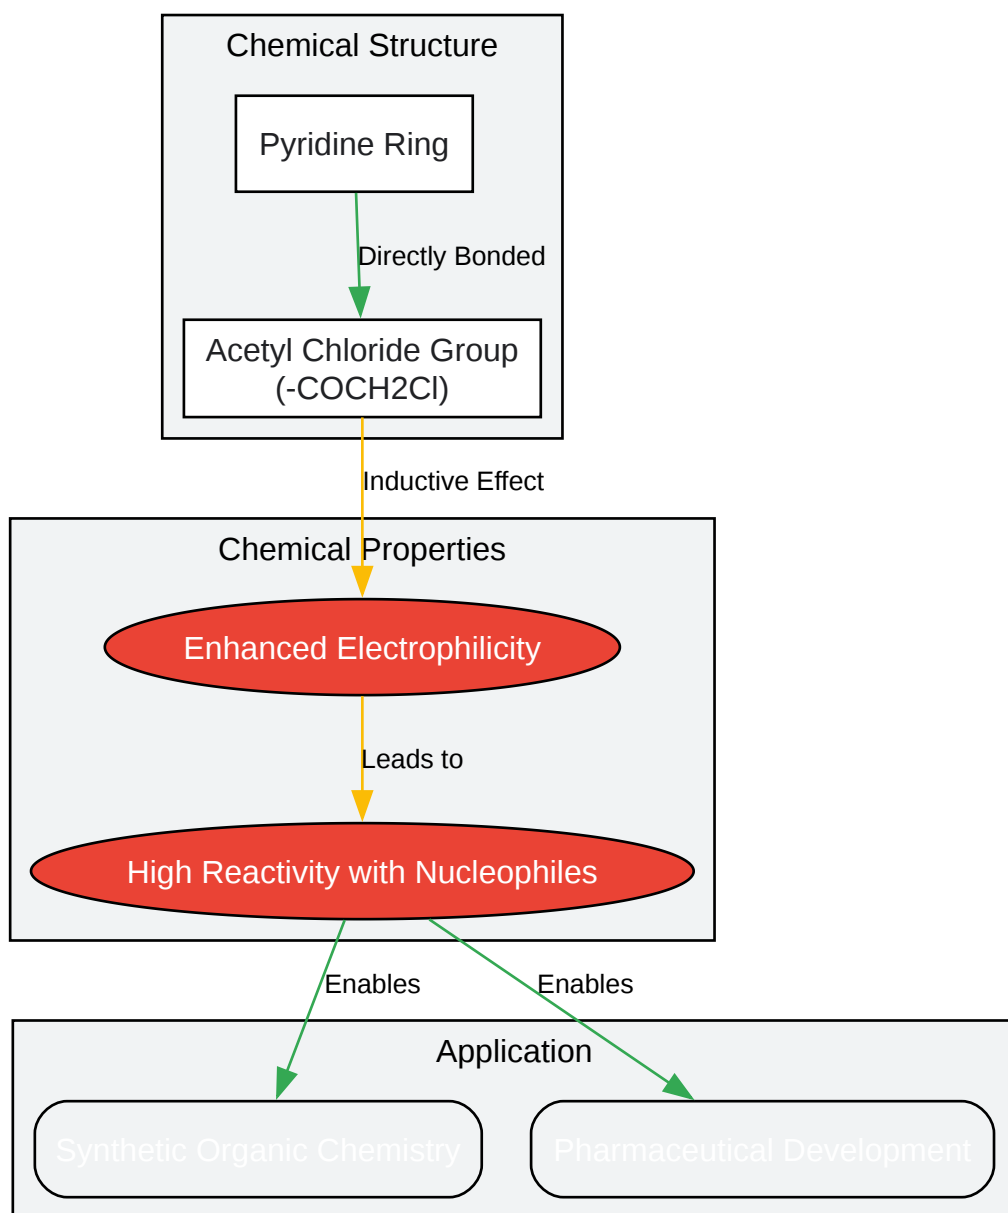 Chemical Structure
Pyridine Ring
Directly Bonded
Acetyl Chloride Group
(-COCH2Cl)
Inductive Effect
Chemical Properties
Enhanced Electrophilicity
Leads to
High Reactivity with Nucleophiles
Enables
Enables
Application
Synthetic Organic Chemistry
Pharmaceutical Development